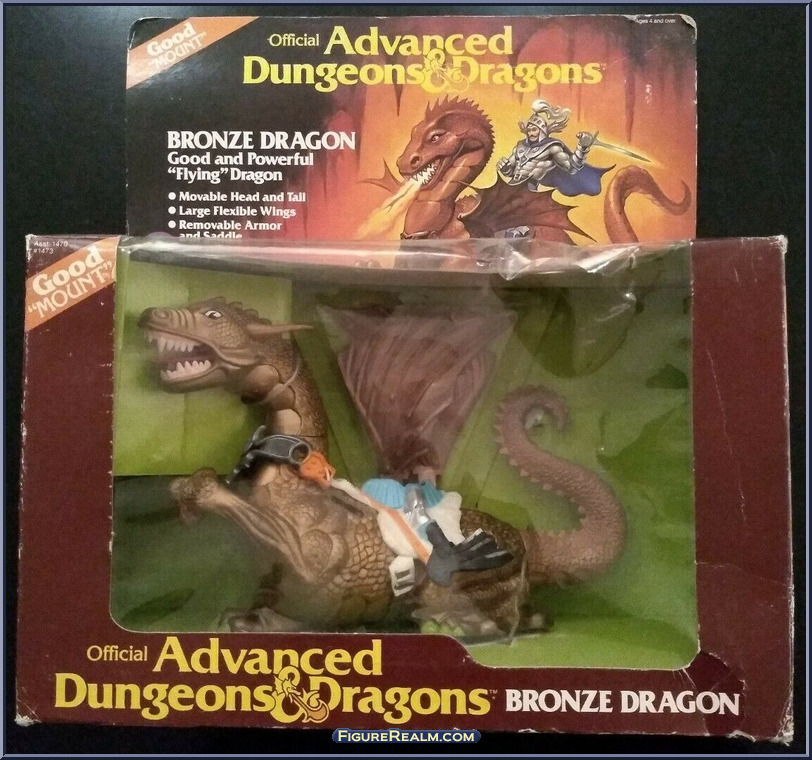 Good
"MOUNT"
Official Advanced
Dungeons & Dragons™
Ages 4 and over
BRONZE DRAGON
Good and Powerful
"Flying" Dragon
• Movable Head and Tail
• Large Flexible Wings
• Removable Armor
and Saddle
Asst. 1470
#1473
Good
"MOUNT"
Official Advanced
Dungeons & Dragons™ BRONZE DRAGON
FIGUREREALM.COM